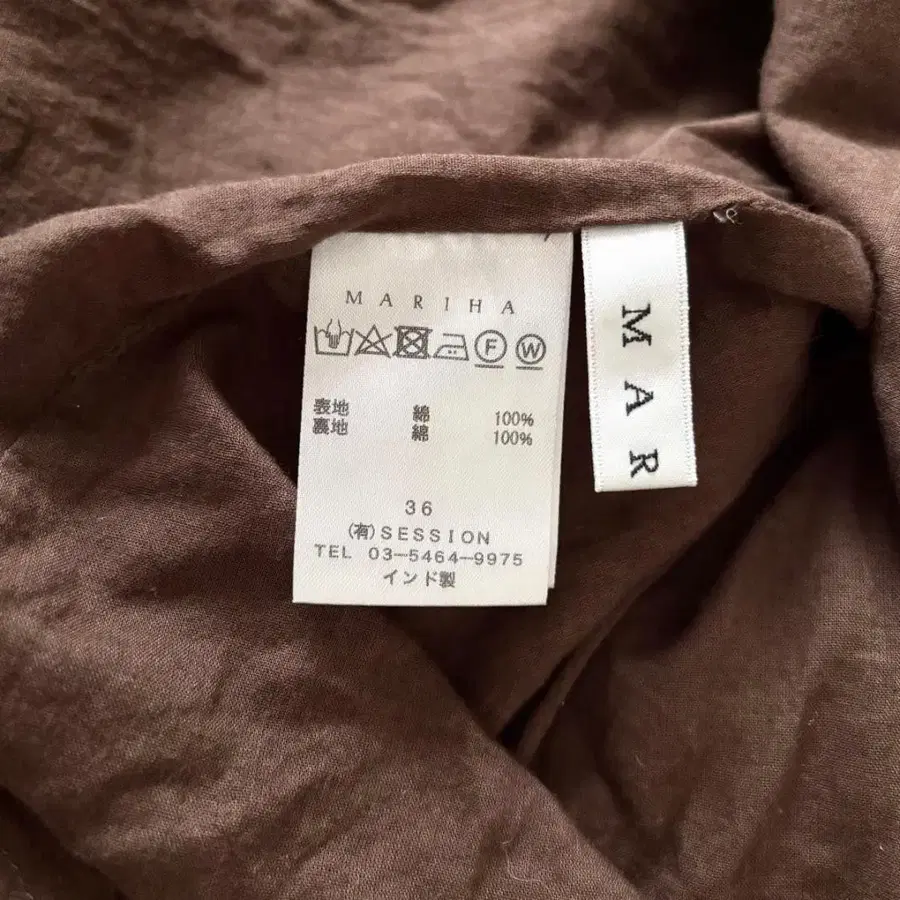 MARIHA
F W
表地 綿 100%
裏地 綿 100%
36
(有)SESSION
TEL 03-5464-9975
インド製
MAR